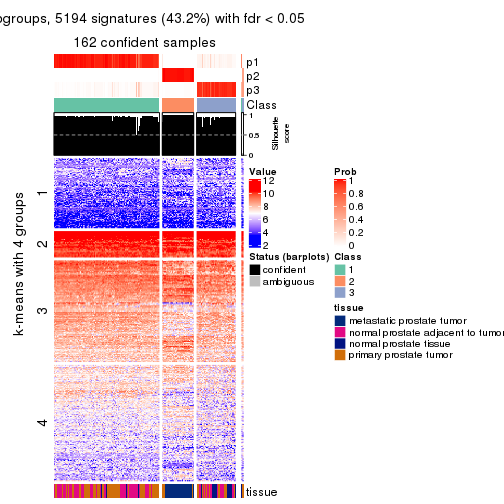 ogroups, 5194 signatures (43.2%) with fdr < 0.05
162 confident samples
p1
p2
p3
Class
1
0.5
0
Silhouette
score
k-means with 4 groups
1
2
3
4
Value
12
10
8
6
4
2
Prob
1
0.8
0.6
0.4
0.2
0
Status (barplots)
confident
ambiguous
Class
1
2
3
tissue
metastatic prostate tumor
normal prostate adjacent to tumor
normal prostate tissue
primary prostate tumor
tissue